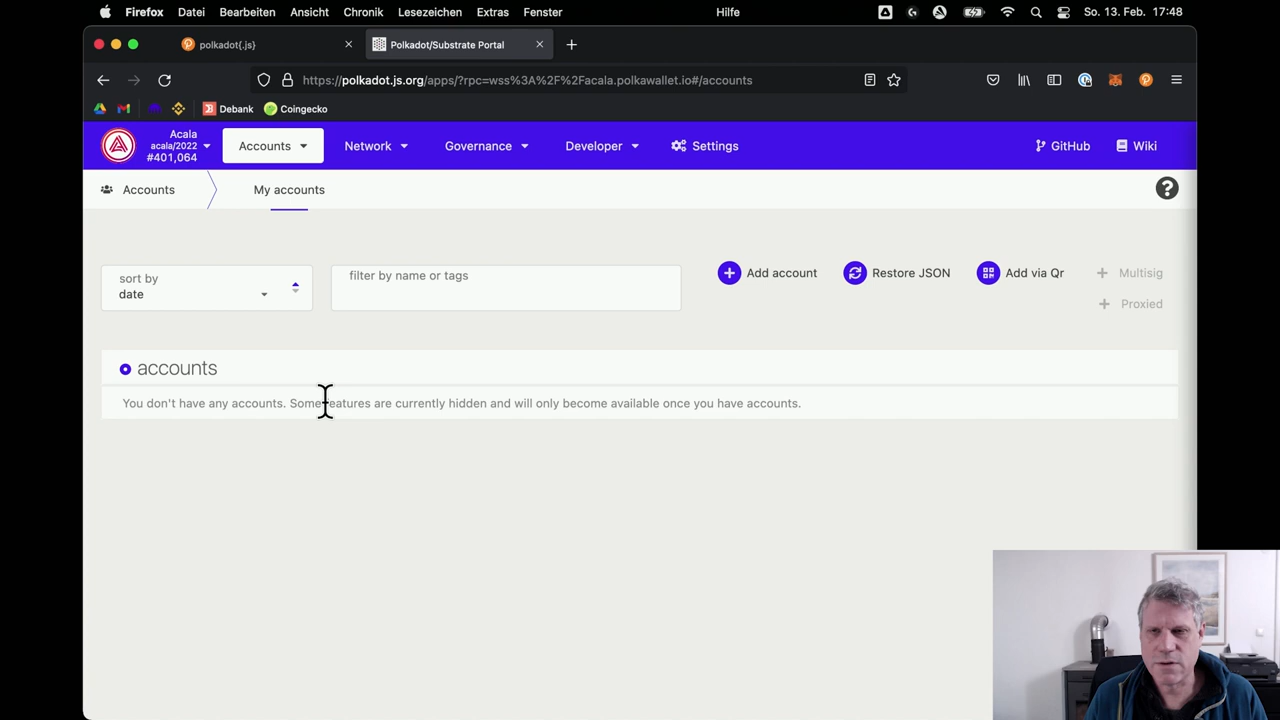 Firefox Datei Bearbeiten Ansicht Chronik Lesezeichen Extras Fenster Hilfe So. 13. Feb. 17:48
polkadot{.js} Polkadot/Substrate Portal
https://polkadot.js.org/apps/?rpc=wss%3A%2F%2Facala.polkawallet.io#/accounts
Debank Coingecko
Acala
acala/2022
#401,064
Accounts Network Governance Developer Settings GitHub Wiki
Accounts My accounts
sort by
date
filter by name or tags
Add account Restore JSON Add via Qr Multisig
Proxied
accounts
You don't have any accounts. Some features are currently hidden and will only become available once you have accounts.